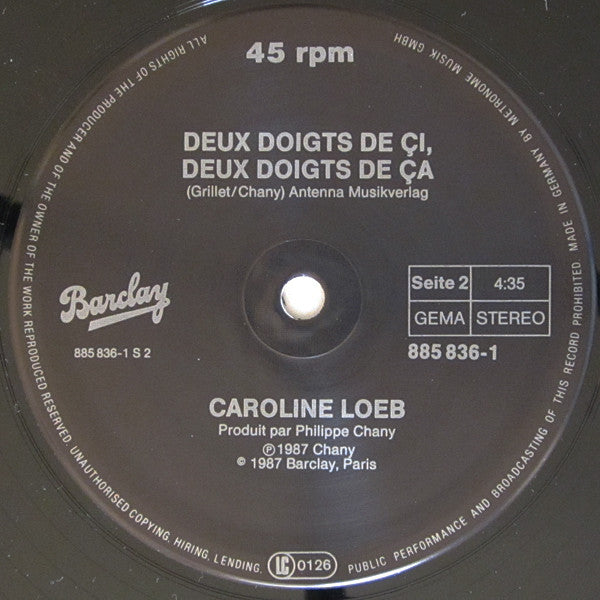 45 rpm
DEUX DOIGTS DE ÇI,
DEUX DOIGTS DE ÇA
(Grillet/Chany) Antenna Musikverlag
Barclay
885 836-1 S 2
Seite 2 4:35
GEMA STEREO
885 836-1
CAROLINE LOEB
Produit par Philippe Chany
℗ 1987 Chany
© 1987 Barclay, Paris
ALL RIGHTS OF THE PRODUCER AND OF THE OWNER OF THE WORK REPRODUCED RESERVED. UNAUTHORISED COPYING. HIRING. LENDING. LC 0126 PUBLIC PERFORMANCE AND BROADCASTING OF THIS RECORD PROHIBITED. MADE IN GERMANY BY METRONOME MUSIK GMBH